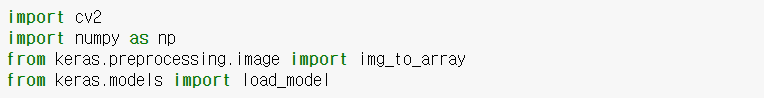 import cv2
import numpy as np
from keras.preprocessing.image import img_to_array
from keras.models import load_model